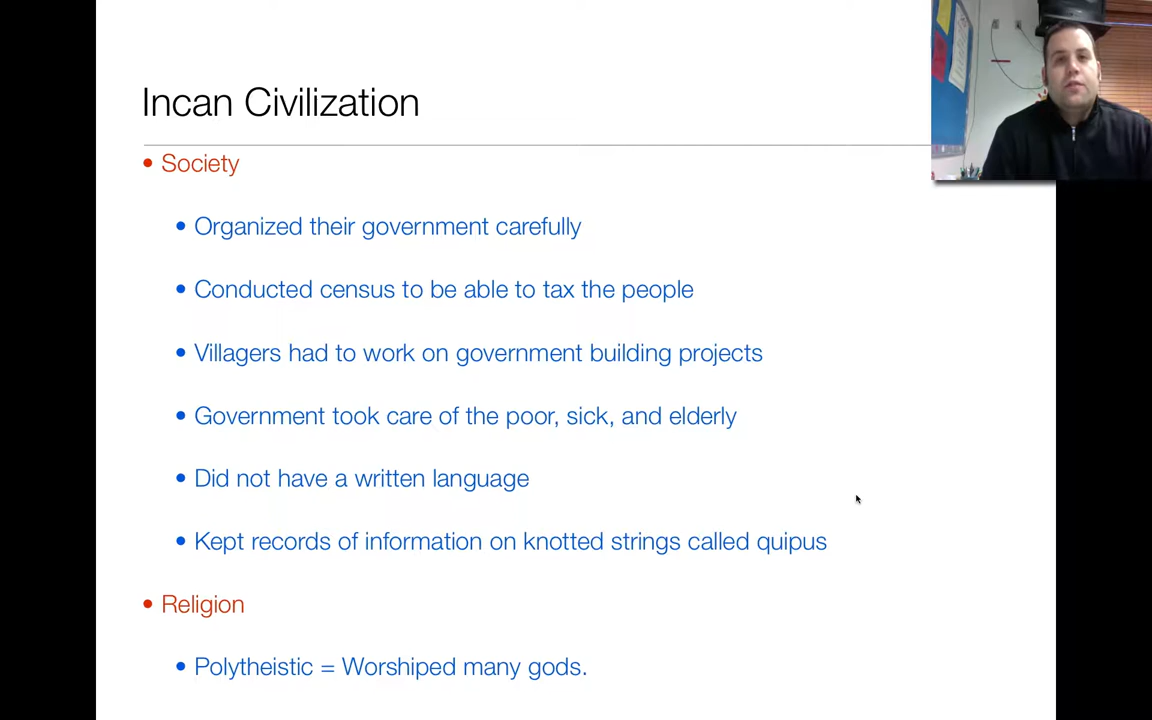 Incan Civilization
• Society
• Organized their government carefully
• Conducted census to be able to tax the people
• Villagers had to work on government building projects
• Government took care of the poor, sick, and elderly
• Did not have a written language
• Kept records of information on knotted strings called quipus
• Religion
• Polytheistic = Worshiped many gods.